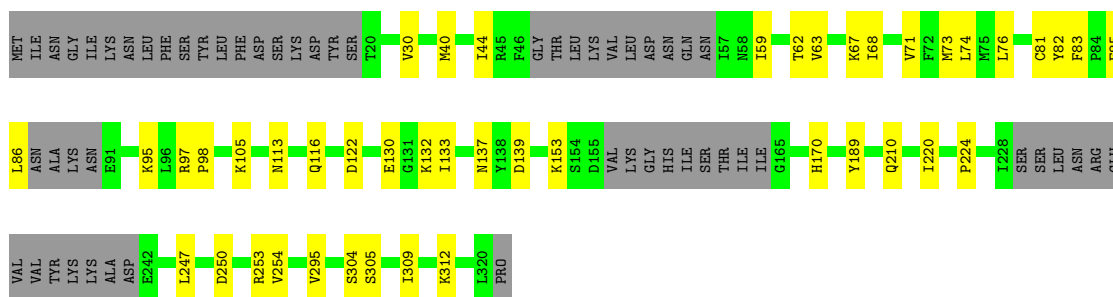 MET ILE ASN GLY ILE LYS ASN LEU PHE SER TYR LEU PHE ASP SER LYS ASP TYR SER T20 V30 M40 I44 R45 F46 GLY THR LEU LYS VAL LEU ASP ASN GLN ASN I57 N58 I59 T62 V63 K67 I68 V71 F72 M73 L74 M75 L76 C81 Y82 F83 P84
L86 ASN ALA LYS ASN E91 K95 L96 R97 P98 K105 N113 Q116 D122 E130 G131 K132 I133 N137 Y138 D139 K153 S154 D155 VAL LYS GLY HIS ILE SER THR ILE ILE G165 H170 Y189 Q210 I220 P224 I228 SER SER LEU ASN ARG
VAL VAL TYR LYS LYS ALA ASP E242 L247 D250 R253 V254 V295 S304 S305 I309 K312 L320 PRO